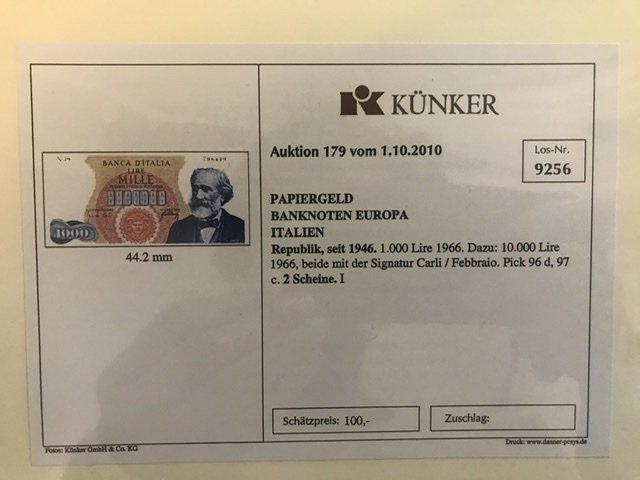 KÜNKER
Auktion 179 vom 1.10.2010
Los-Nr.
9256
BANCA D'ITALIA
LIRE
MILLE
1000
44.2 mm
PAPIERGELD
BANKNOTEN EUROPA
ITALIEN
Republik, seit 1946. 1.000 Lire 1966. Dazu: 10.000 Lire
1966, beide mit der Signatur Carli / Febbraio. Pick 96 d, 97
c. 2 Scheine. I
Schätzpreis: 100,-
Zuschlag:
Fotos: Künker GmbH & Co. KG
Druck: www.danner-pcsys.de